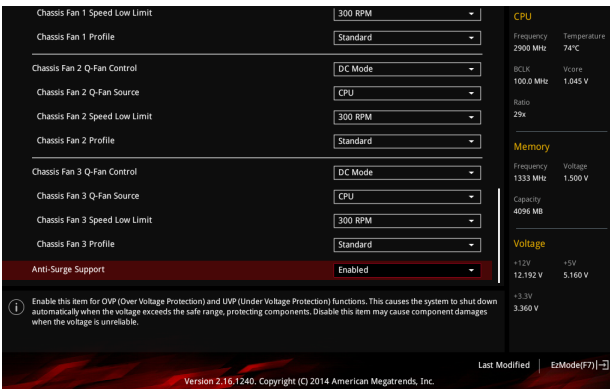 Chassis Fan 1 Speed Low Limit 300 RPM
Chassis Fan 1 Profile Standard
Chassis Fan 2 Q-Fan Control DC Mode
Chassis Fan 2 Q-Fan Source CPU
Chassis Fan 2 Speed Low Limit 300 RPM
Chassis Fan 2 Profile Standard
Chassis Fan 3 Q-Fan Control DC Mode
Chassis Fan 3 Q-Fan Source CPU
Chassis Fan 3 Speed Low Limit 300 RPM
Chassis Fan 3 Profile Standard
Anti-Surge Support Enabled
CPU
Frequency Temperature
2900 MHz 74°C
BCLK Vcore
100.0 MHz 1.045 V
Ratio
29x
Memory
Frequency Voltage
1333 MHz 1.500 V
Capacity
4096 MB
Voltage
+12V +5V
12.192 V 5.160 V
+3.3V
3.360 V
Enable this item for OVP (Over Voltage Protection) and UVP (Under Voltage Protection) functions. This causes the system to shut down
automatically when the voltage exceeds the safe range, protecting components. Disable this item may cause component damages
when the voltage is unreliable.
Last Modified EzMode(F7)
Version 2.16.1240. Copyright (C) 2014 American Megatrends, Inc.